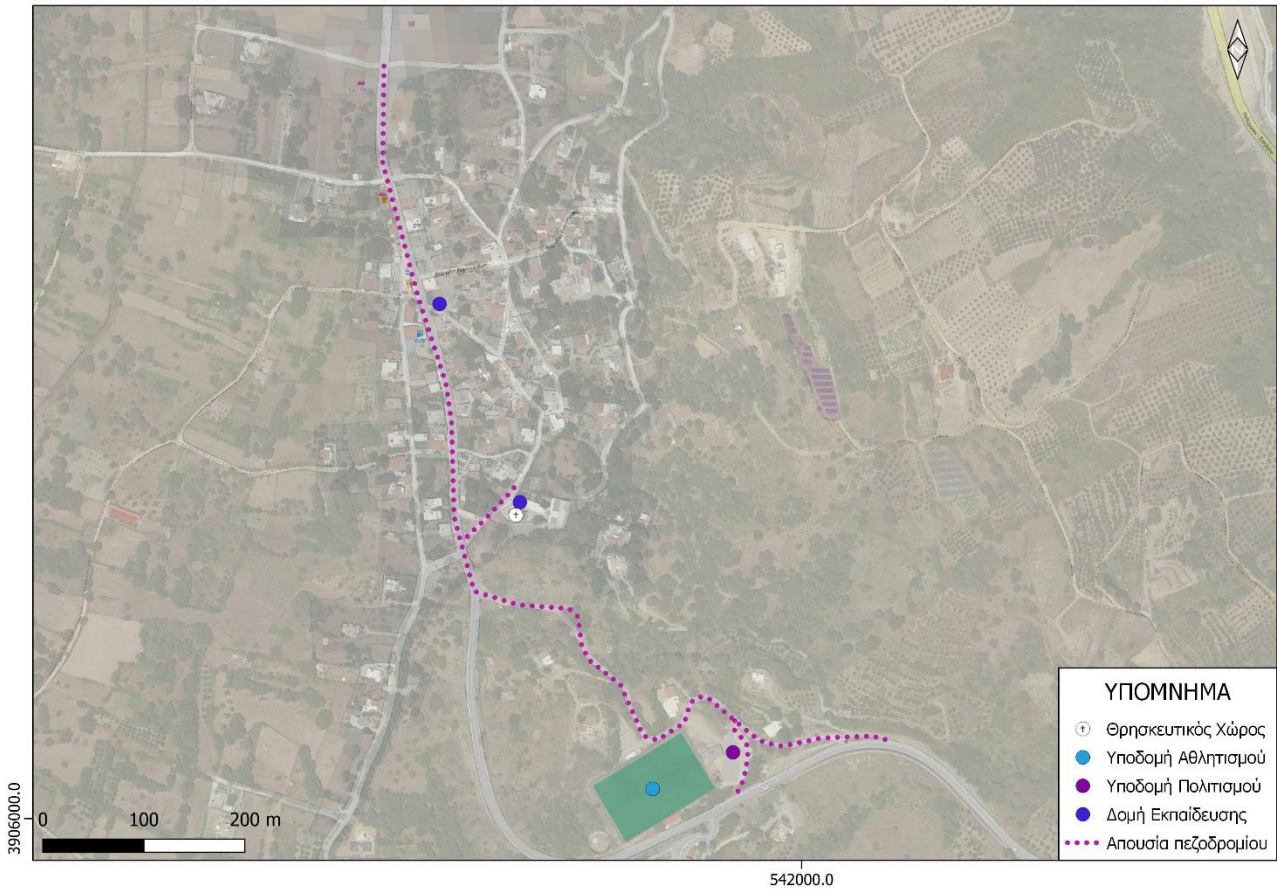 ΥΠΟΜΝΗΜΑ
Θρησκευτικός Χώρος
Υποδομή Αθλητισμού
Υποδομή Πολιτισμού
Δομή Εκπαίδευσης
Απουσία πεζοδρομίου
0 100 200 m
3906000.0
542000.0